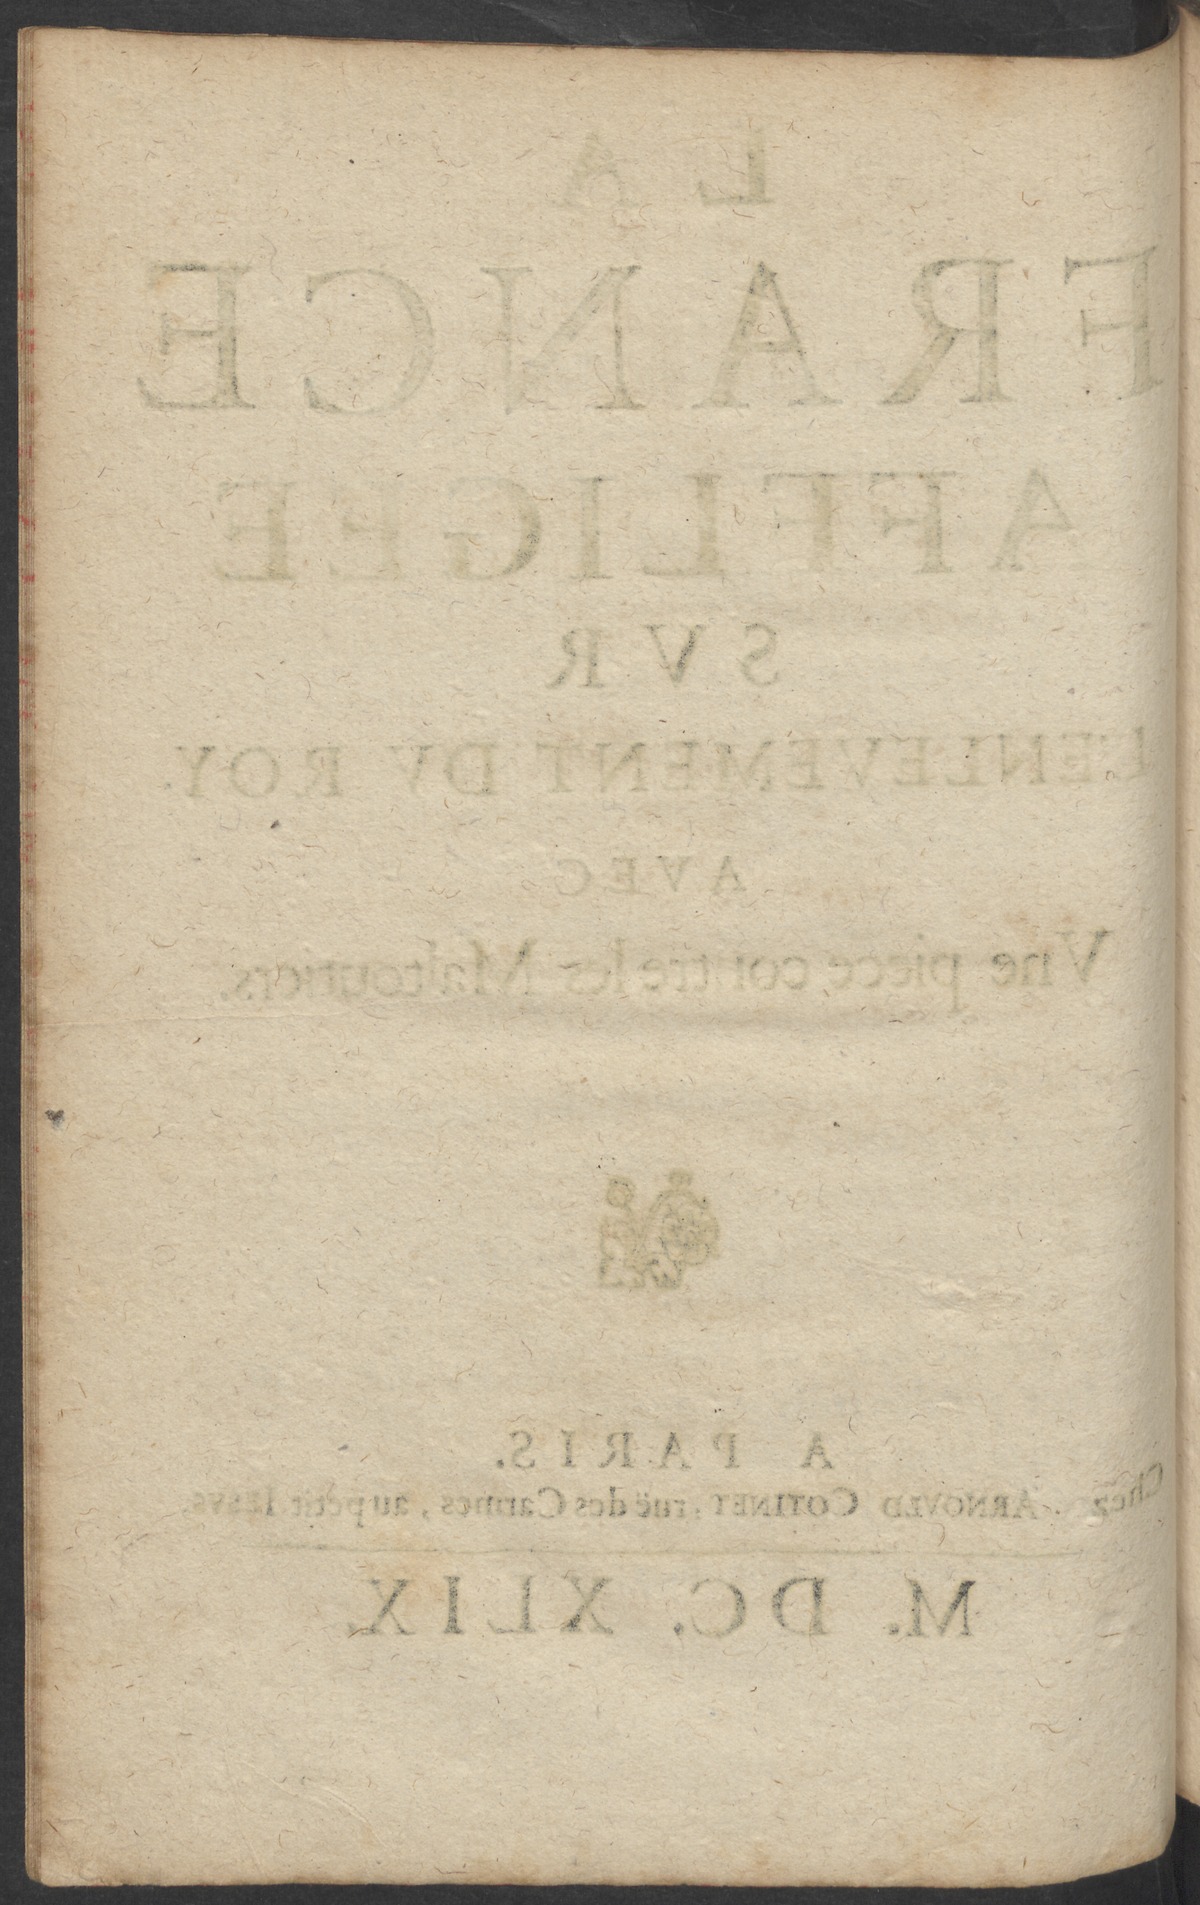 LA
FRANCE
AFFLIGEE
SVR
L'ENLEVEMENT DV ROY.
AVEC
Vne piece contre les Maltoutiers.
A PARIS.
Chez ARNOVLD COTINET, ruë des Carmes, au petit IESVS.
M. DC. XLIX.